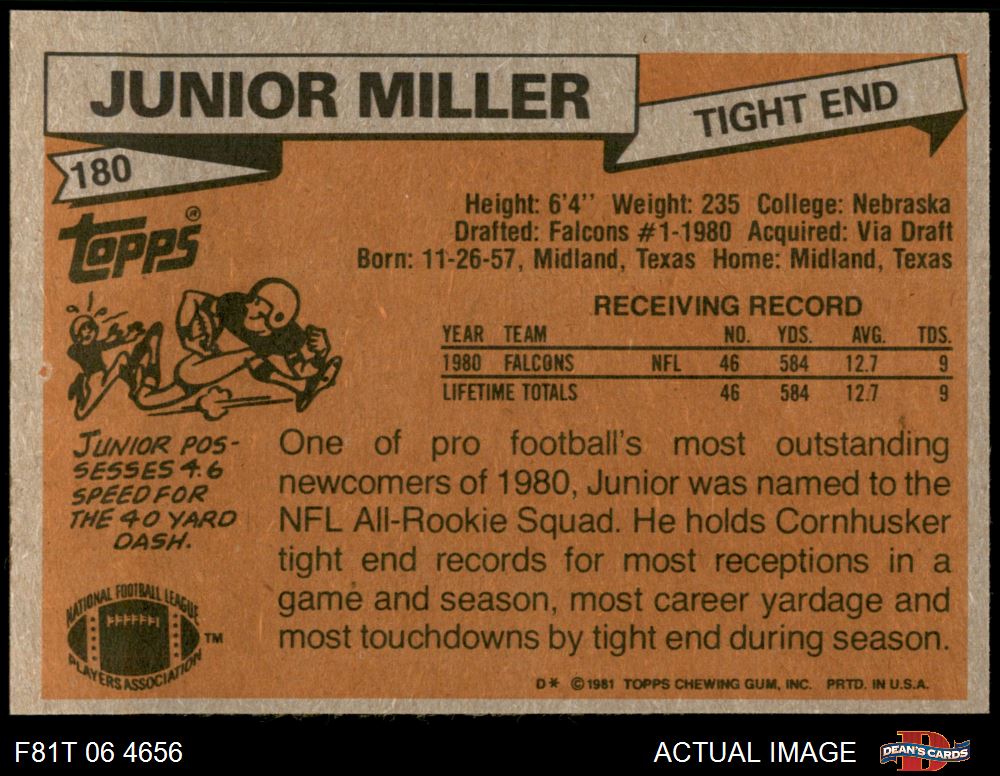 JUNIOR MILLER
TIGHT END
180
topps®
Height: 6'4'' Weight: 235 College: Nebraska
Drafted: Falcons #1-1980 Acquired: Via Draft
Born: 11-26-57, Midland, Texas Home: Midland, Texas
RECEIVING RECORD
YEAR TEAM NO. YDS. AVG. TDS.
1980 FALCONS NFL 46 584 12.7 9
LIFETIME TOTALS 46 584 12.7 9
JUNIOR POS-
SESSES 4.6
SPEED FOR
THE 40 YARD
DASH.
One of pro football's most outstanding
newcomers of 1980, Junior was named to the
NFL All-Rookie Squad. He holds Cornhusker
tight end records for most receptions in a
game and season, most career yardage and
most touchdowns by tight end during season.
NATIONAL FOOTBALL LEAGUE
PLAYERS ASSOCIATION
TM
D* ©1981 TOPPS CHEWING GUM, INC. PRTD. IN U.S.A.
F81T 06 4656
ACTUAL IMAGE
D
DEAN'S CARDS